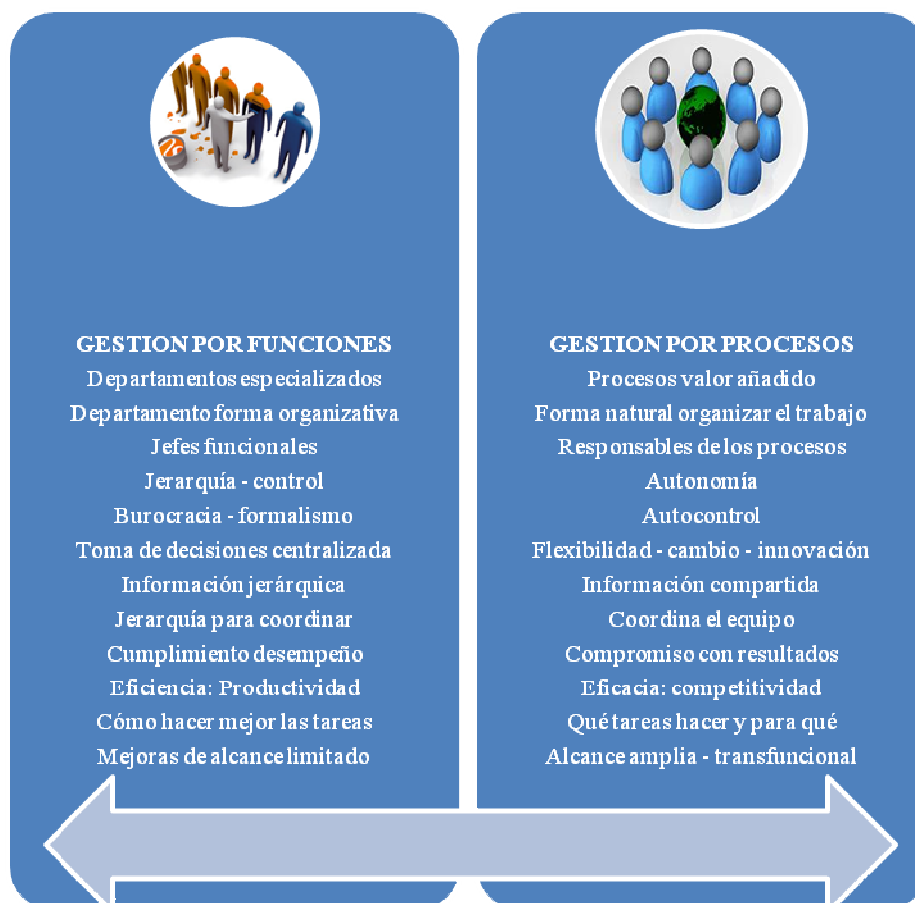 GESTION POR FUNCIONES
Departamentos especializados
Departamento forma organizativa
Jefes funcionales
Jerarquía - control
Burocracia - formalismo
Toma de decisiones centralizada
Información jerárquica
Jerarquía para coordinar
Cumplimiento desempeño
Eficiencia: Productividad
Cómo hacer mejor las tareas
Mejoras de alcance limitado
GESTION POR PROCESOS
Procesos valor añadido
Forma natural organizar el trabajo
Responsables de los procesos
Autonomía
Autocontrol
Flexibilidad - cambio - innovación
Información compartida
Coordina el equipo
Compromiso con resultados
Eficacia: competitividad
Qué tareas hacer y para qué
Alcance amplia - transfuncional